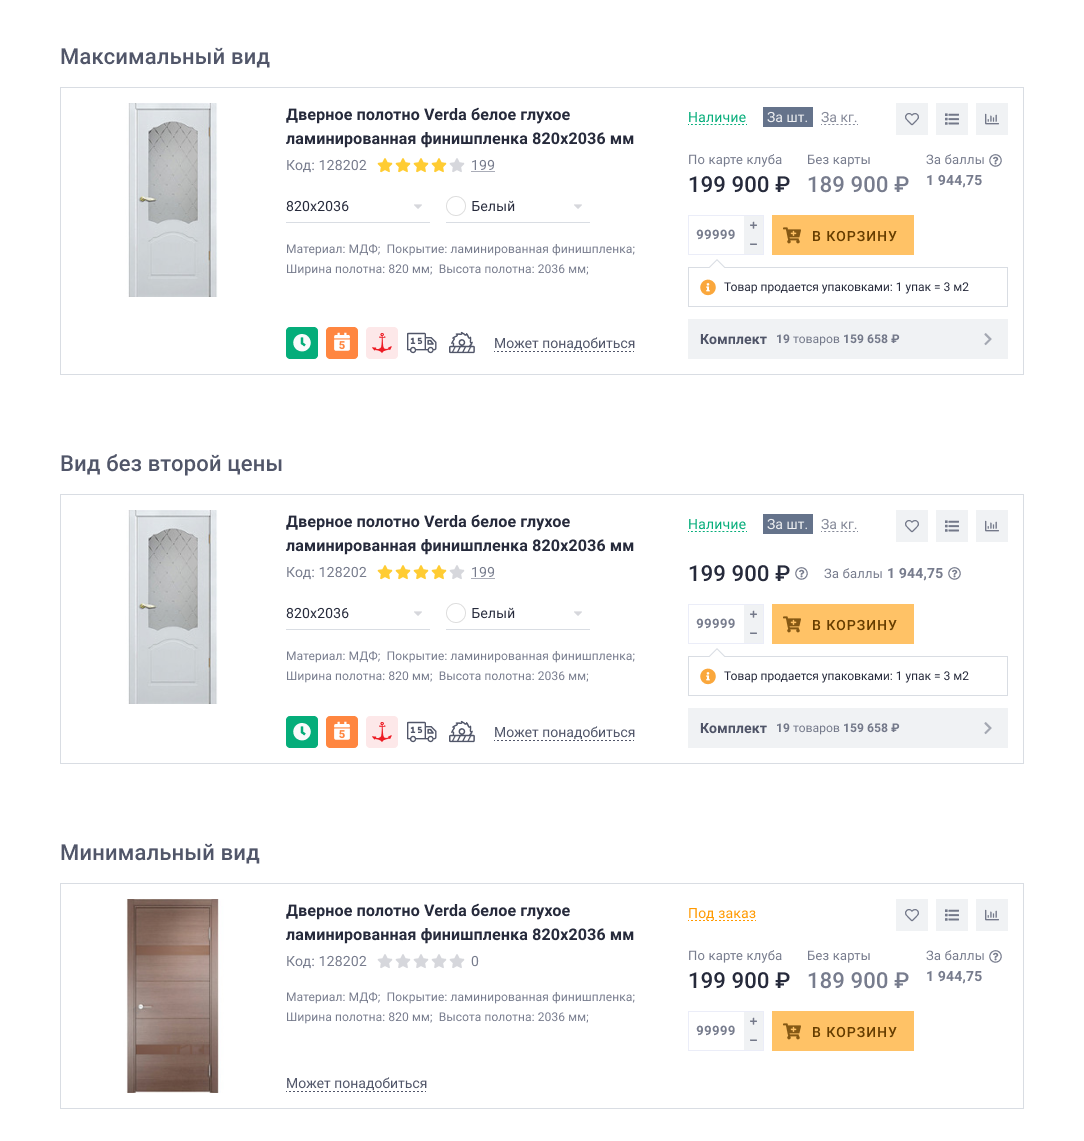 Максимальный вид
Дверное полотно Verda белое глухое
ламинированная финишпленка 820x2036 мм
Код: 128202 199
820x2036 Белый
Материал: МДФ; Покрытие: ламинированная финишпленка;
Ширина полотна: 820 мм; Высота полотна: 2036 мм;
5 15 Может понадобиться
Наличие За шт. За кг.
По карте клуба Без карты За баллы ?
199 900 ₽ 189 900 ₽ 1 944,75
99999 + − В КОРЗИНУ
Товар продается упаковками: 1 упак = 3 м2
Комплект 19 товаров 159 658 ₽
Вид без второй цены
Дверное полотно Verda белое глухое
ламинированная финишпленка 820x2036 мм
Код: 128202 199
820x2036 Белый
Материал: МДФ; Покрытие: ламинированная финишпленка;
Ширина полотна: 820 мм; Высота полотна: 2036 мм;
5 15 Может понадобиться
Наличие За шт. За кг.
199 900 ₽ ? За баллы 1 944,75 ?
99999 + − В КОРЗИНУ
Товар продается упаковками: 1 упак = 3 м2
Комплект 19 товаров 159 658 ₽
Минимальный вид
Дверное полотно Verda белое глухое
ламинированная финишпленка 820x2036 мм
Код: 128202 0
Материал: МДФ; Покрытие: ламинированная финишпленка;
Ширина полотна: 820 мм; Высота полотна: 2036 мм;
Может понадобиться
Под заказ
По карте клуба Без карты За баллы ?
199 900 ₽ 189 900 ₽ 1 944,75
99999 + − В КОРЗИНУ